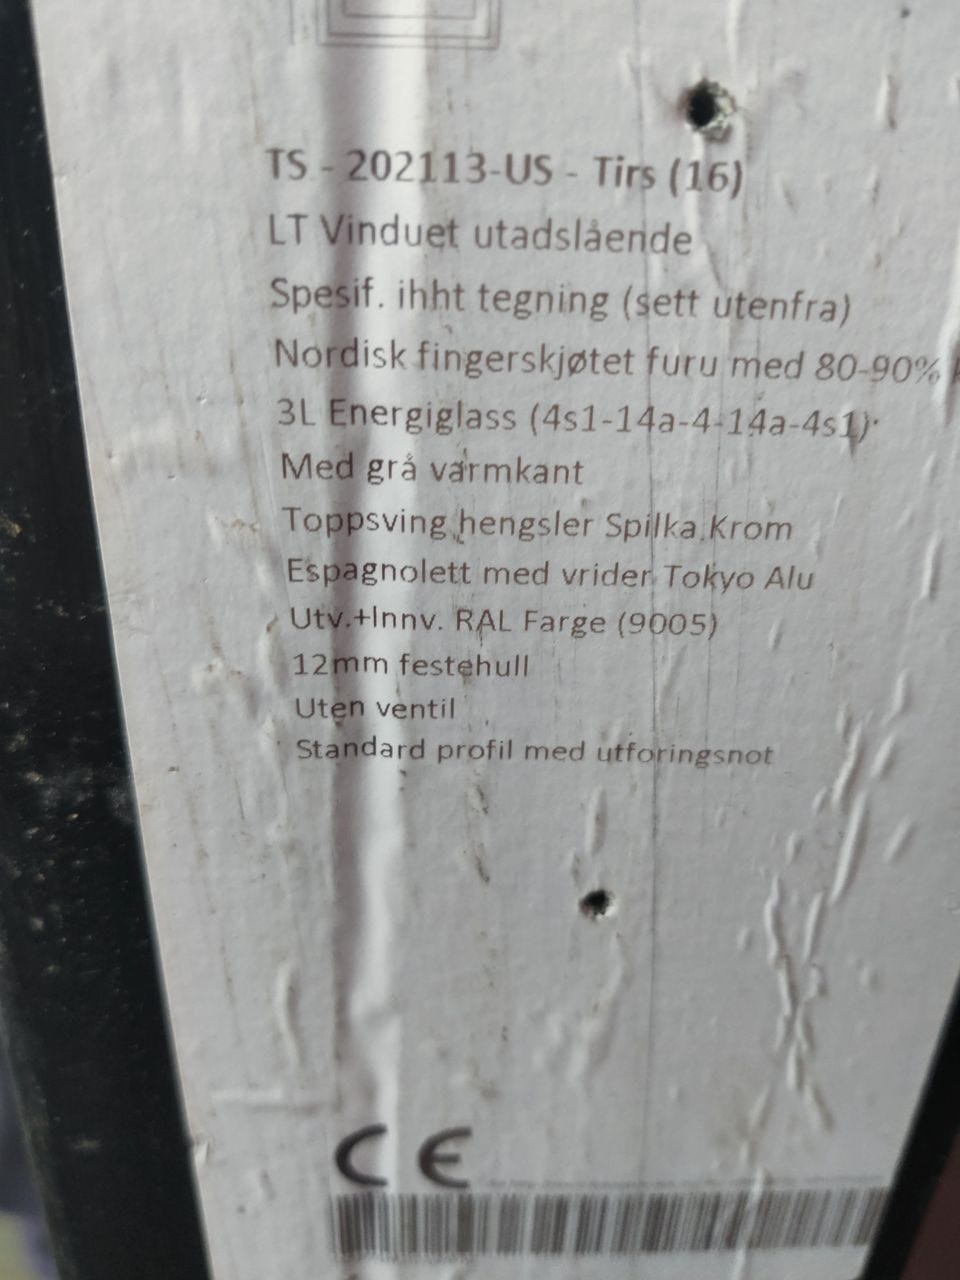 TS - 202113-US - Tirs (16)
LT Vinduet utadslående
Spesif. ihht tegning (sett utenfra)
Nordisk fingerskjøtet furu med 80-90%
3L Energiglass (4s1-14a-4-14a-4s1)
Med grå varmkant
Toppsving hengsler Spilka Krom
Espagnolett med vrider Tokyo Alu
Utv.+Innv. RAL Farge (9005)
12mm festehull
Uten ventil
Standard profil med utforingsnot
CE